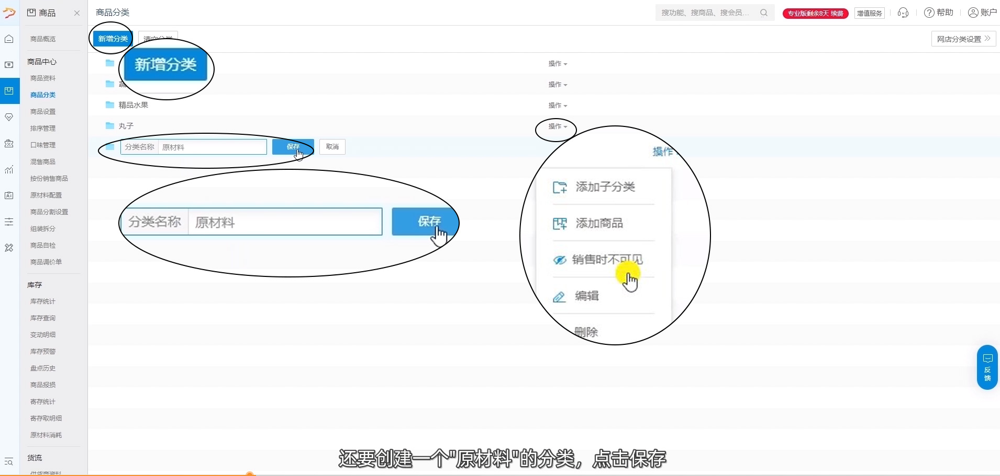 商品
商品分类
搜功能、搜商品、搜会员...
专业版剩余8天 续费
增值服务
帮助
账户
新增分类
网店分类设置
商品概览
商品中心
商品资料
商品分类
商品设置
排序管理
口味管理
混售商品
按份销售商品
原材料配置
商品分割设置
组装拆分
商品自检
商品调价单
库存
库存统计
库存查询
变动明细
库存预警
盘点历史
商品报损
寄存统计
寄存取明细
原材料消耗
货流
供货商资料
新增分类
操作
操作
精品水果
操作
丸子
操作
分类名称
原材料
保存
取消
分类名称
原材料
保存
操作
添加子分类
添加商品
销售时不可见
编辑
删除
反馈
还要创建一个"原材料"的分类，点击保存